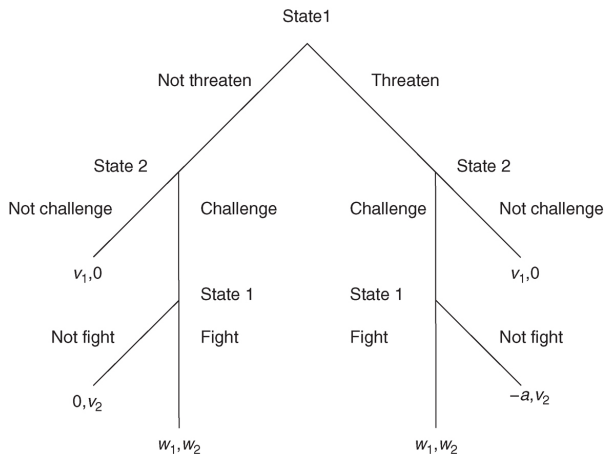 State1
Not threaten Threaten
State 2 State 2
Not challenge Challenge Challenge Not challenge
v₁,0 v₁,0
State 1 State 1
Not fight Fight Fight Not fight
0,v₂ –a,v₂
w₁,w₂ w₁,w₂